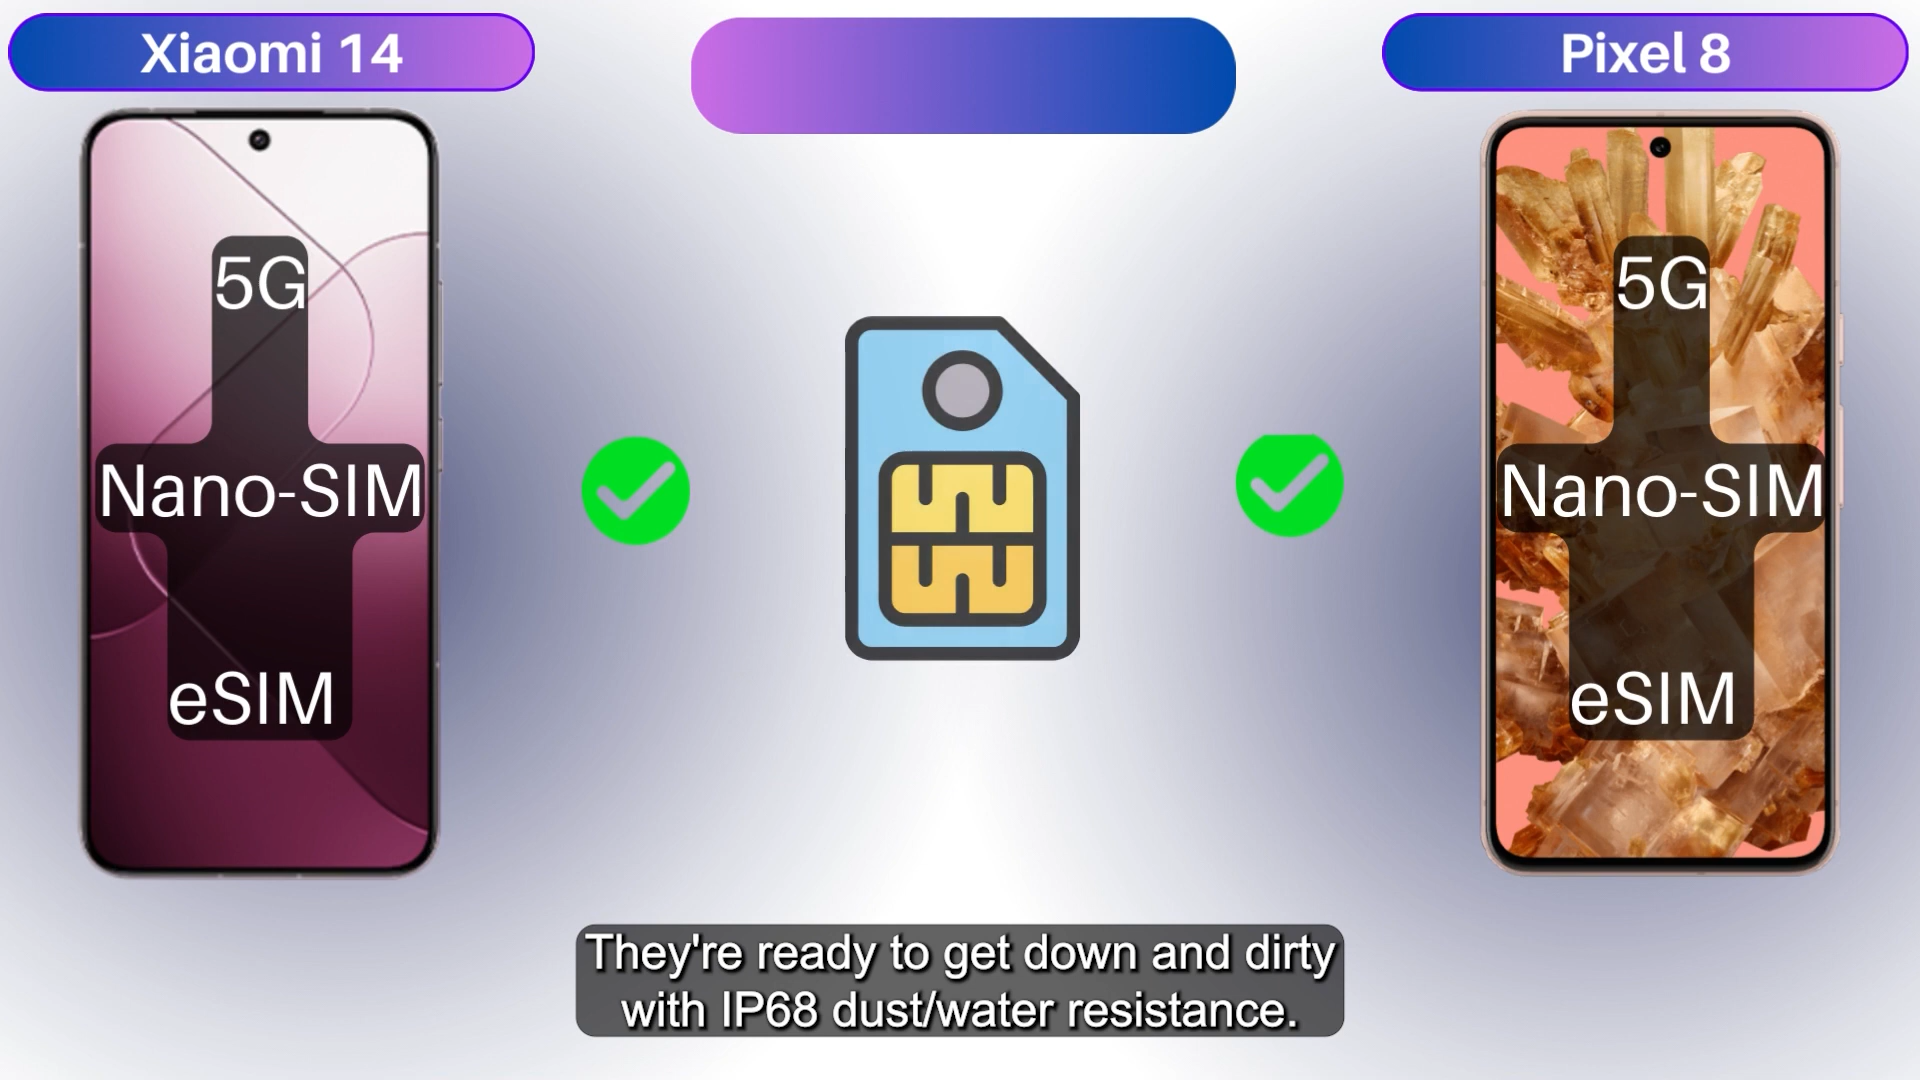 Xiaomi 14
Pixel 8
5G
Nano-SIM
eSIM
5G
Nano-SIM
eSIM
They're ready to get down and dirty
with IP68 dust/water resistance.